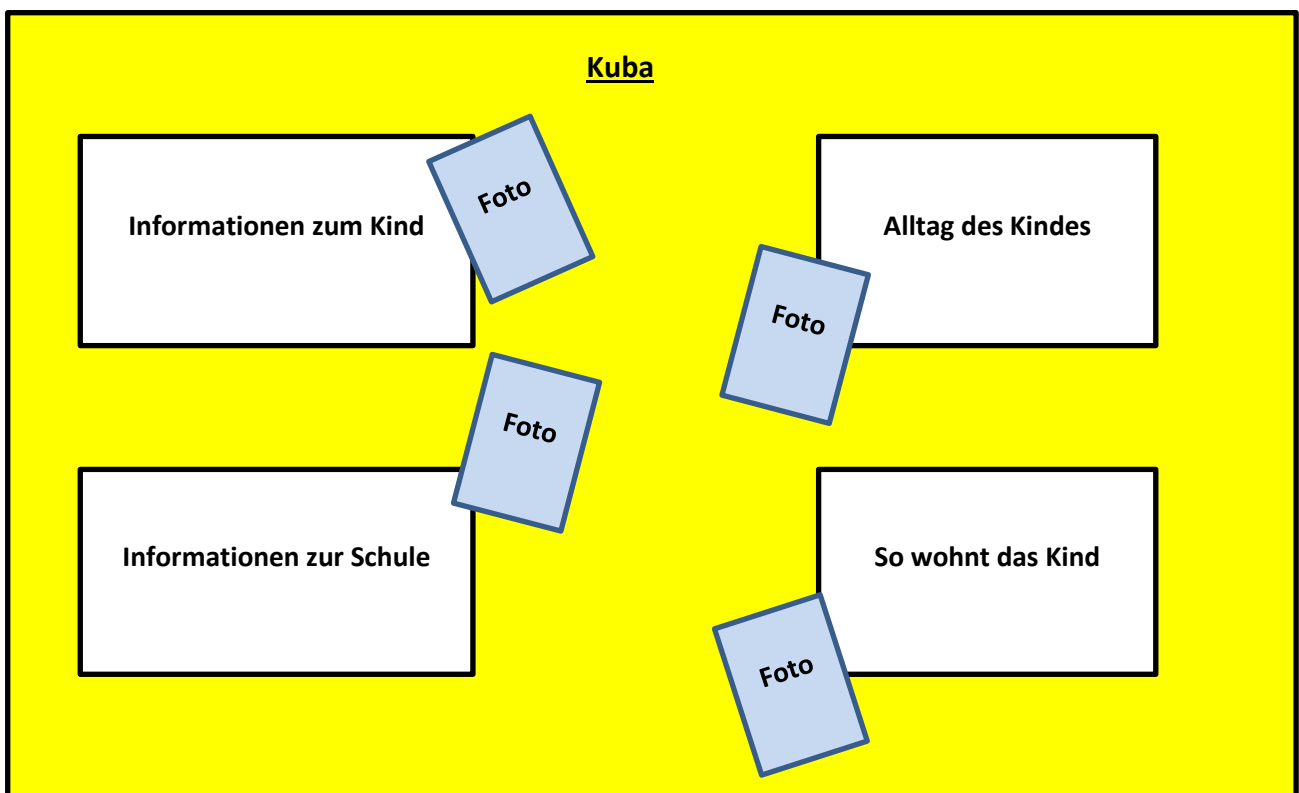 Kuba
Informationen zum Kind
Foto
Alltag des Kindes
Foto
Informationen zur Schule
Foto
So wohnt das Kind
Foto